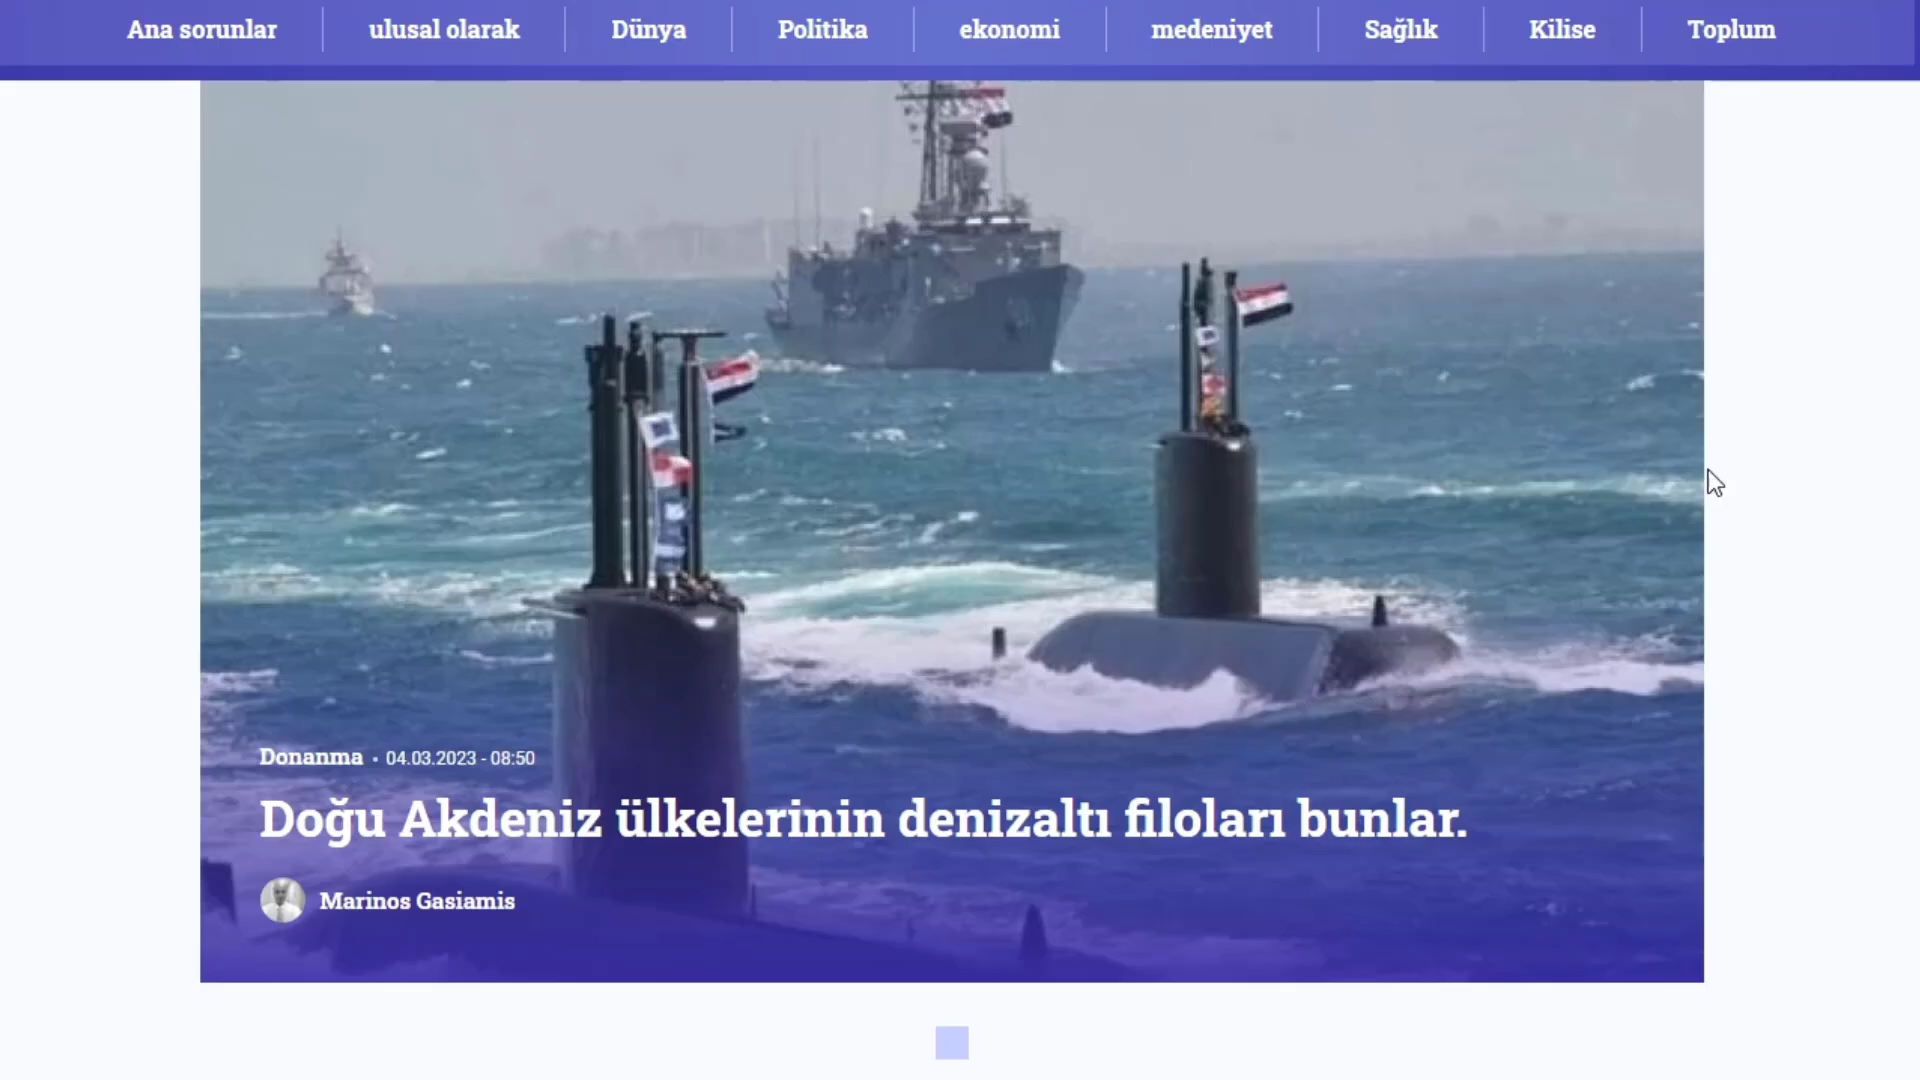 Ana sorunlar
ulusal olarak
Dünya
Politika
ekonomi
medeniyet
Sağlık
Kilise
Toplum
Donanma • 04.03.2023 - 08:50
Doğu Akdeniz ülkelerinin denizaltı filoları bunlar.
Marinos Gasiamis